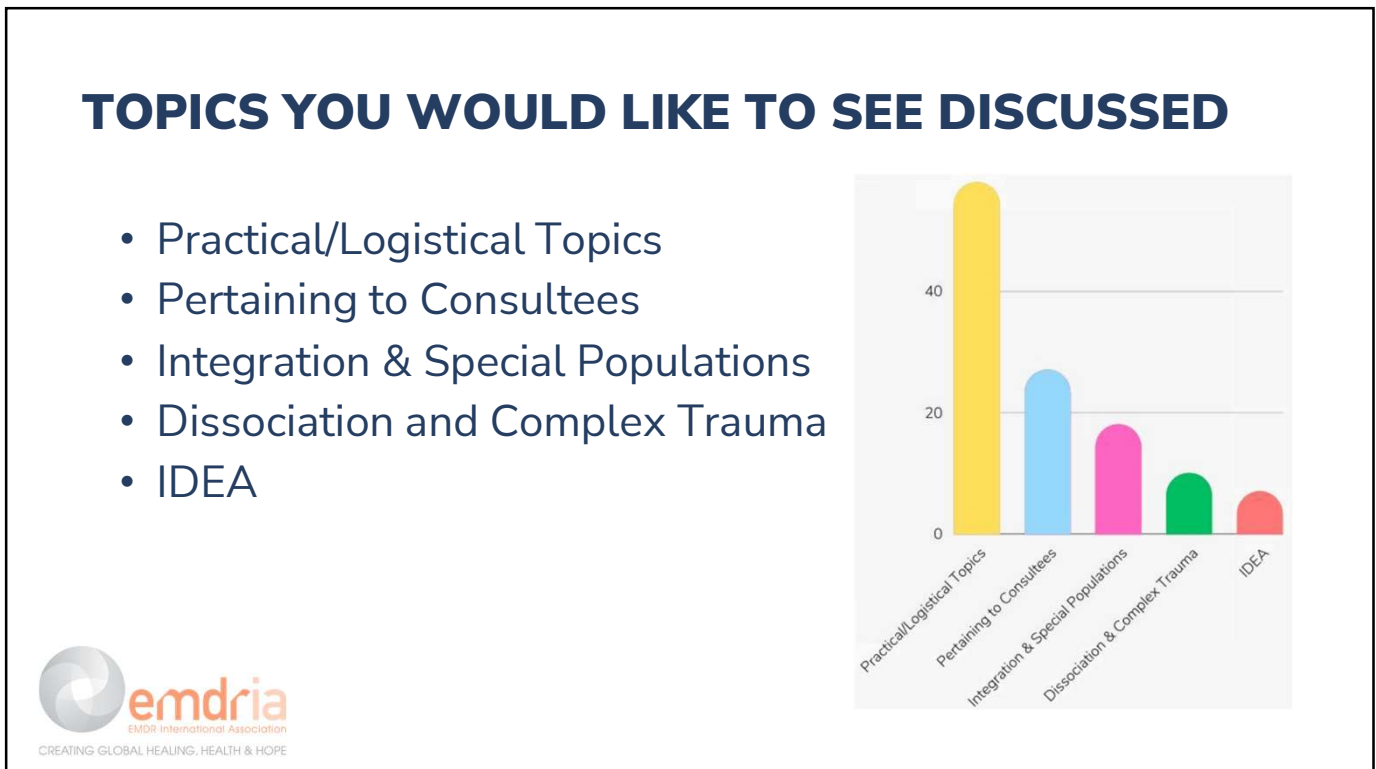 TOPICS YOU WOULD LIKE TO SEE DISCUSSED
• Practical/Logistical Topics
• Pertaining to Consultees
• Integration & Special Populations
• Dissociation and Complex Trauma
• IDEA
40
20
0
Practical/Logistical Topics
Pertaining to Consultees
Integration & Special Populations
Dissociation & Complex Trauma
IDEA
emdria
EMDR International Association
CREATING GLOBAL HEALING, HEALTH & HOPE